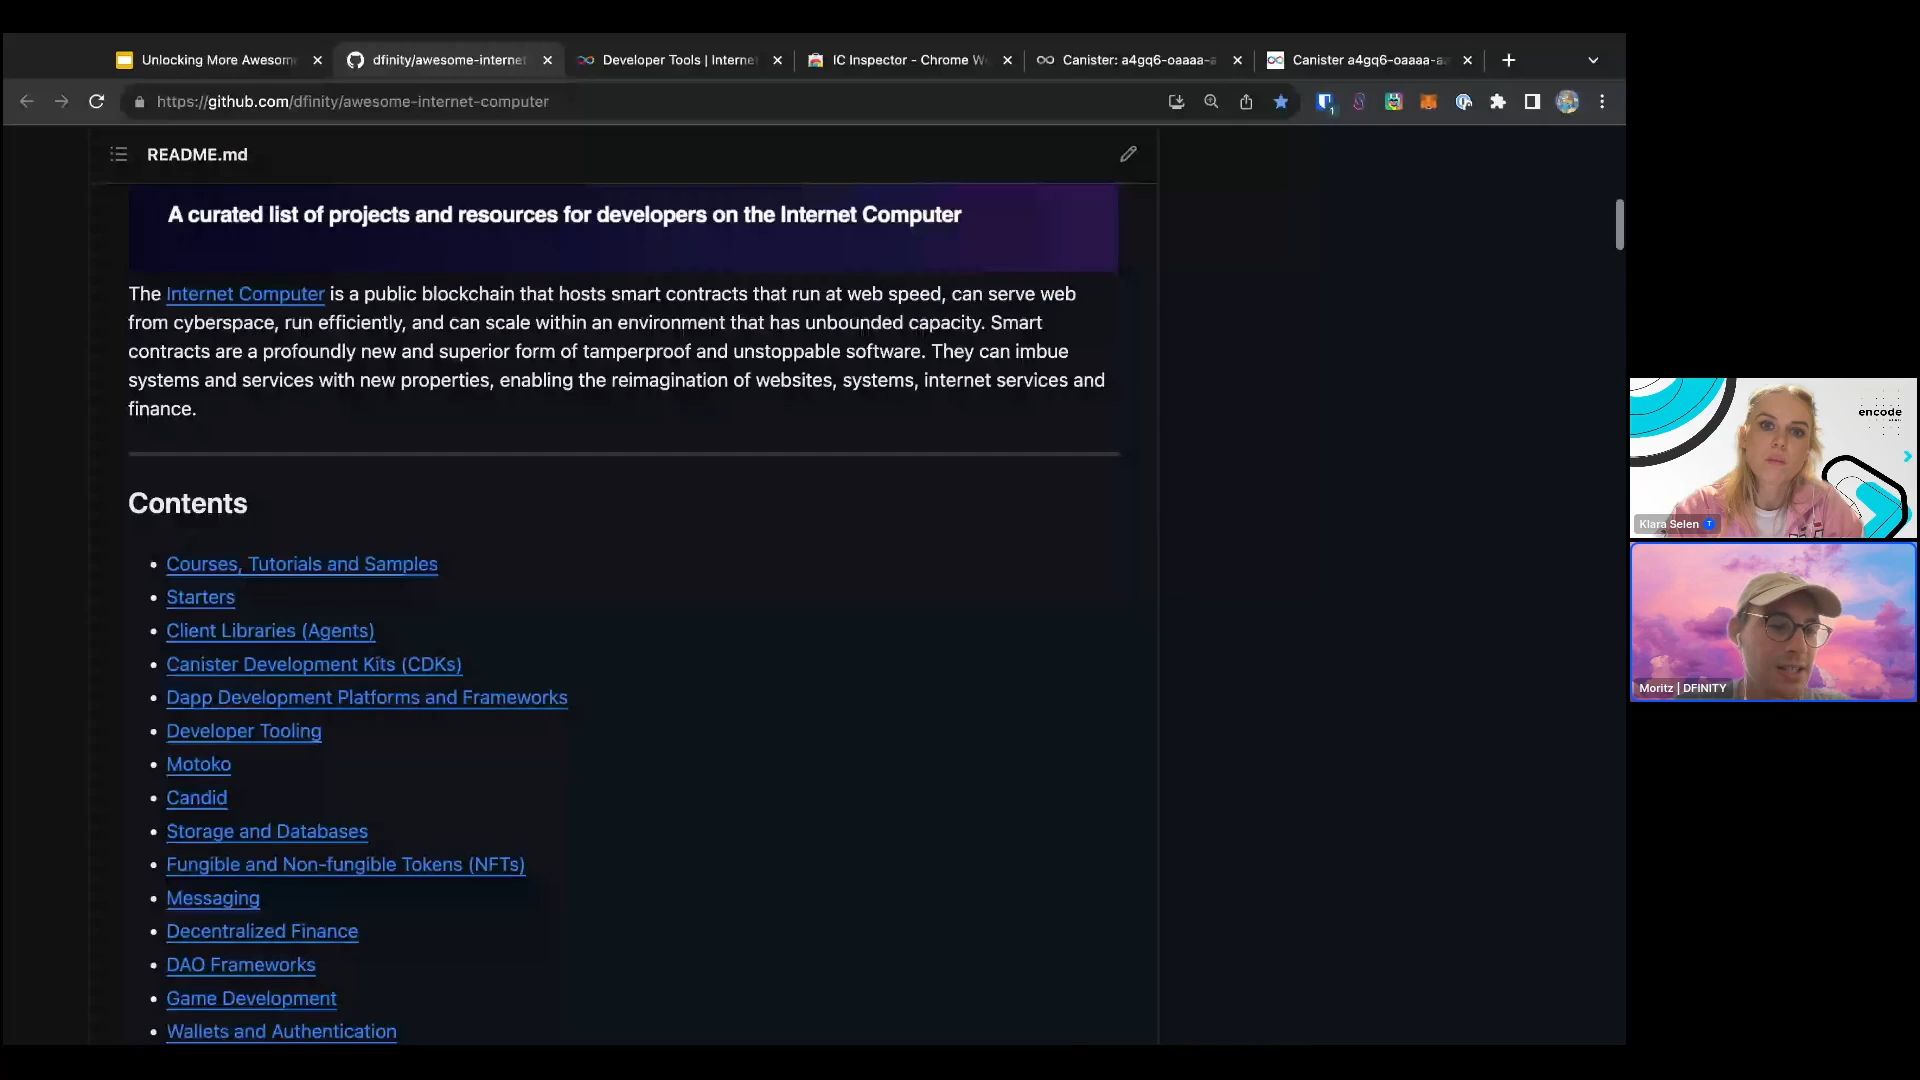 Unlocking More Awesom
dfinity/awesome-internet
Developer Tools | Interne
IC Inspector - Chrome W
Canister: a4gq6-oaaaa-a
Canister a4gq6-oaaaa-a
https://github.com/dfinity/awesome-internet-computer
1
README.md
A curated list of projects and resources for developers on the Internet Computer
The Internet Computer is a public blockchain that hosts smart contracts that run at web speed, can serve web
from cyberspace, run efficiently, and can scale within an environment that has unbounded capacity. Smart
contracts are a profoundly new and superior form of tamperproof and unstoppable software. They can imbue
systems and services with new properties, enabling the reimagination of websites, systems, internet services and
finance.
Contents
Courses, Tutorials and Samples
Starters
Client Libraries (Agents)
Canister Development Kits (CDKs)
Dapp Development Platforms and Frameworks
Developer Tooling
Motoko
Candid
Storage and Databases
Fungible and Non-fungible Tokens (NFTs)
Messaging
Decentralized Finance
DAO Frameworks
Game Development
Wallets and Authentication
encode
Klara Selen
Moritz | DFINITY